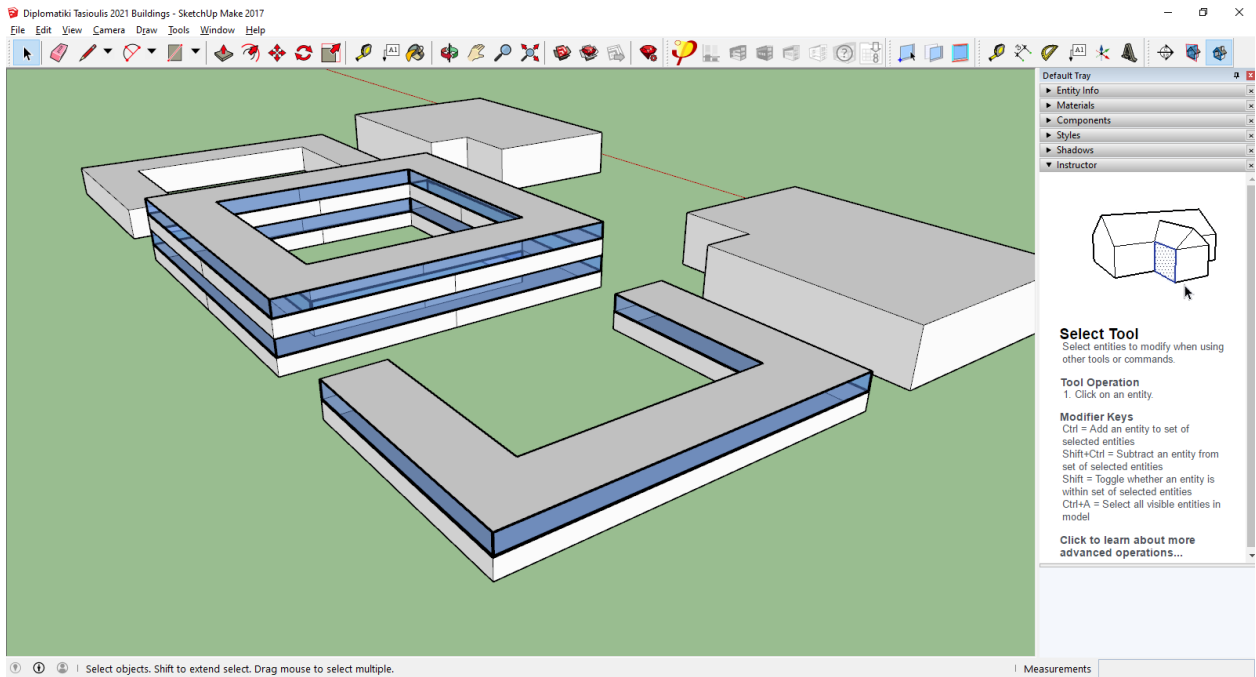 Diplomatiki Tasioulis 2021 Buildings - SketchUp Make 2017
File Edit View Camera Draw Tools Window Help
A1
A1
Default Tray
Entity Info
Materials
Components
Styles
Shadows
Instructor
Select Tool
Select entities to modify when using
other tools or commands.
Tool Operation
1. Click on an entity.
Modifier Keys
Ctrl = Add an entity to set of
selected entities
Shift+Ctrl = Subtract an entity from
set of selected entities
Shift = Toggle whether an entity is
within set of selected entities
Ctrl+A = Select all visible entities in
model
Click to learn about more
advanced operations...
Select objects. Shift to extend select. Drag mouse to select multiple.
Measurements